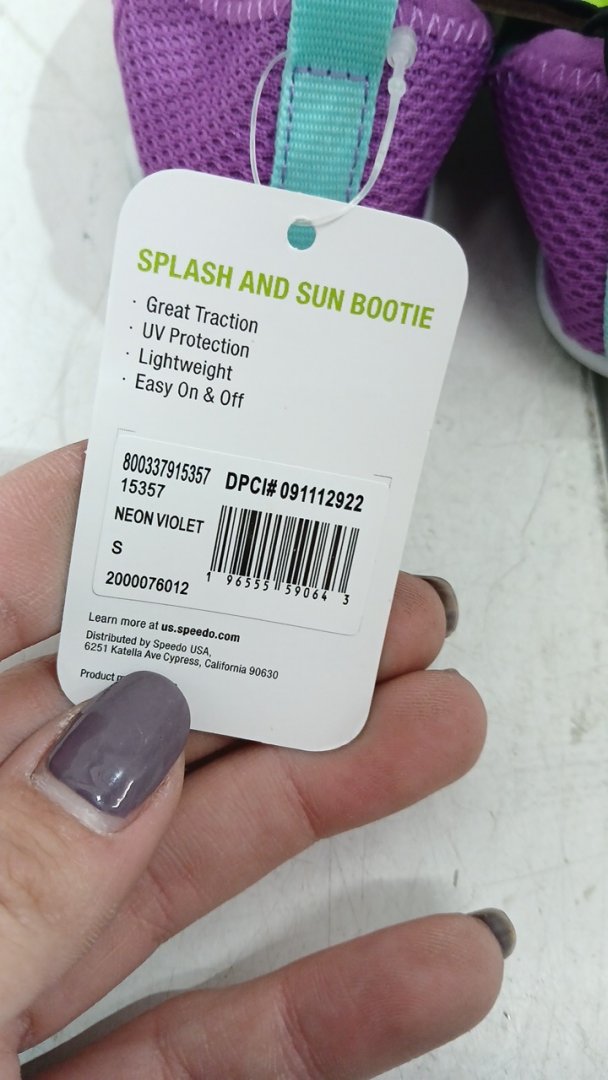 SPLASH AND SUN BOOTIE
· Great Traction
· UV Protection
· Lightweight
· Easy On & Off
800337915357
15357
DPCI# 091112922
NEON VIOLET
S
2000076012
1 96555 59064 3
Learn more at us.speedo.com
Distributed by Speedo USA,
6251 Katella Ave Cypress, California 90630
Product